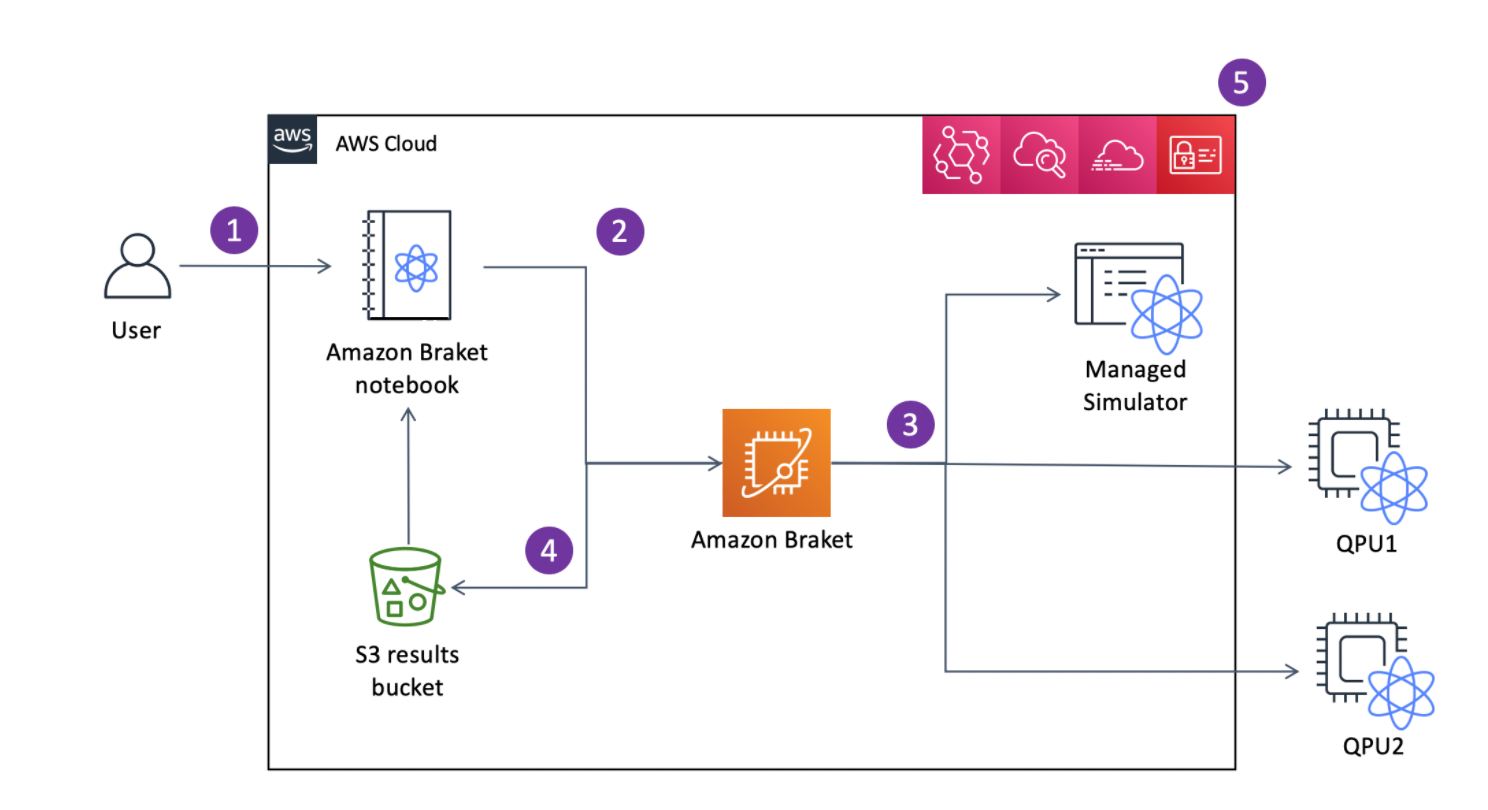 5
aws
AWS Cloud
1
2
User
Amazon Braket
notebook
Managed
Simulator
3
QPU1
Amazon Braket
4
S3 results
bucket
QPU2